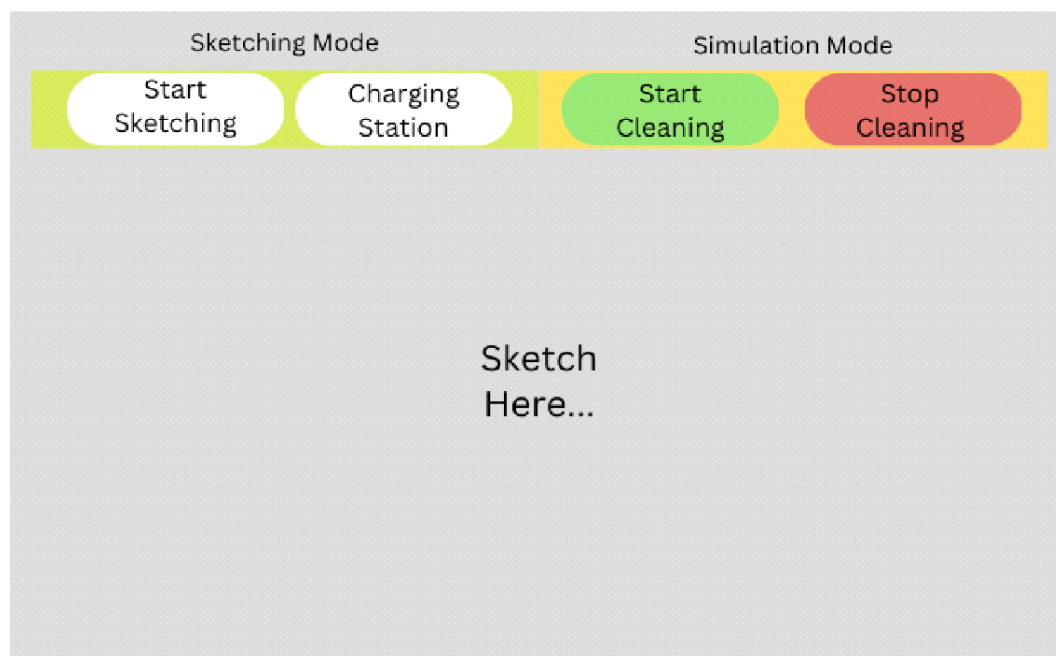 Sketching Mode
Simulation Mode
Start
Sketching
Charging
Station
Start
Cleaning
Stop
Cleaning
Sketch
Here...